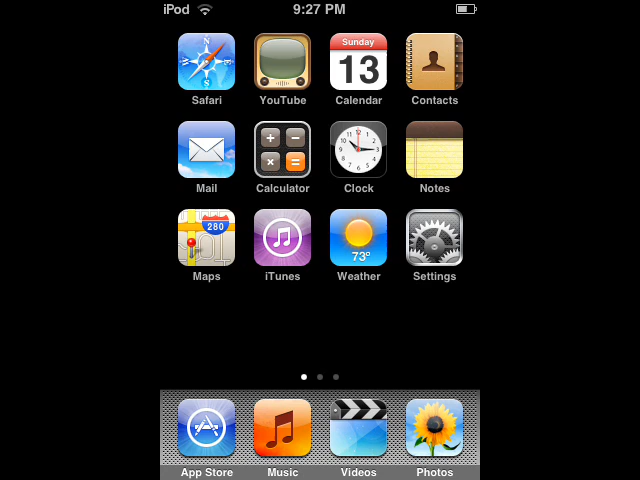 iPod 9:27 PM
Sunday
13
Safari YouTube Calendar Contacts
Mail Calculator Clock Notes
280
73°
Maps iTunes Weather Settings
App Store Music Videos Photos